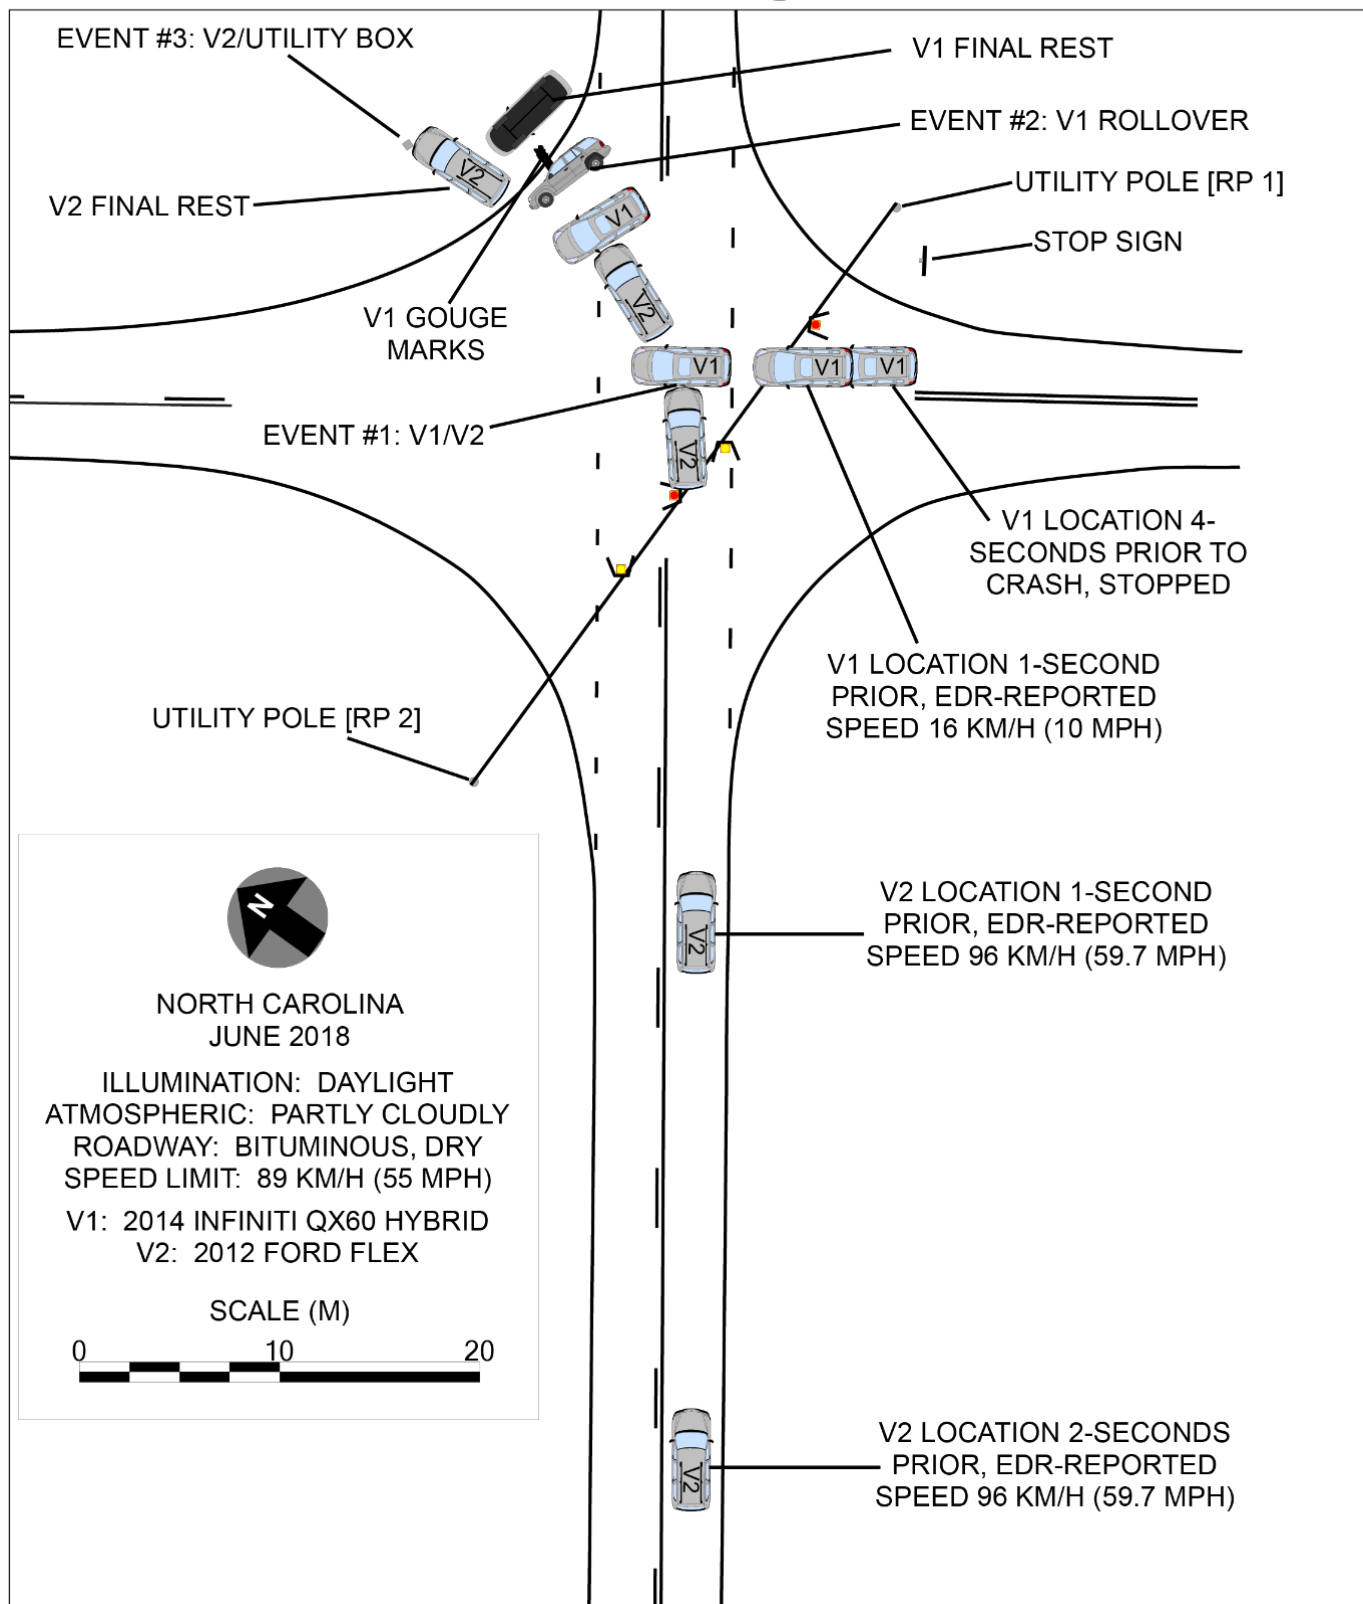 EVENT #3: V2/UTILITY BOX
V1 FINAL REST
EVENT #2: V1 ROLLOVER
V2
UTILITY POLE [RP 1]
V2 FINAL REST
V1
STOP SIGN
V2
V1 GOUGE
MARKS
V1
V1
V1
EVENT #1: V1/V2
V2
V1 LOCATION 4-
SECONDS PRIOR TO
CRASH, STOPPED
V1 LOCATION 1-SECOND
PRIOR, EDR-REPORTED
SPEED 16 KM/H (10 MPH)
UTILITY POLE [RP 2]
V2 LOCATION 1-SECOND
PRIOR, EDR-REPORTED
SPEED 96 KM/H (59.7 MPH)
V2
N
NORTH CAROLINA
JUNE 2018
ILLUMINATION: DAYLIGHT
ATMOSPHERIC: PARTLY CLOUDLY
ROADWAY: BITUMINOUS, DRY
SPEED LIMIT: 89 KM/H (55 MPH)
V1: 2014 INFINITI QX60 HYBRID
V2: 2012 FORD FLEX
SCALE (M)
0 10 20
V2 LOCATION 2-SECONDS
PRIOR, EDR-REPORTED
SPEED 96 KM/H (59.7 MPH)
V2